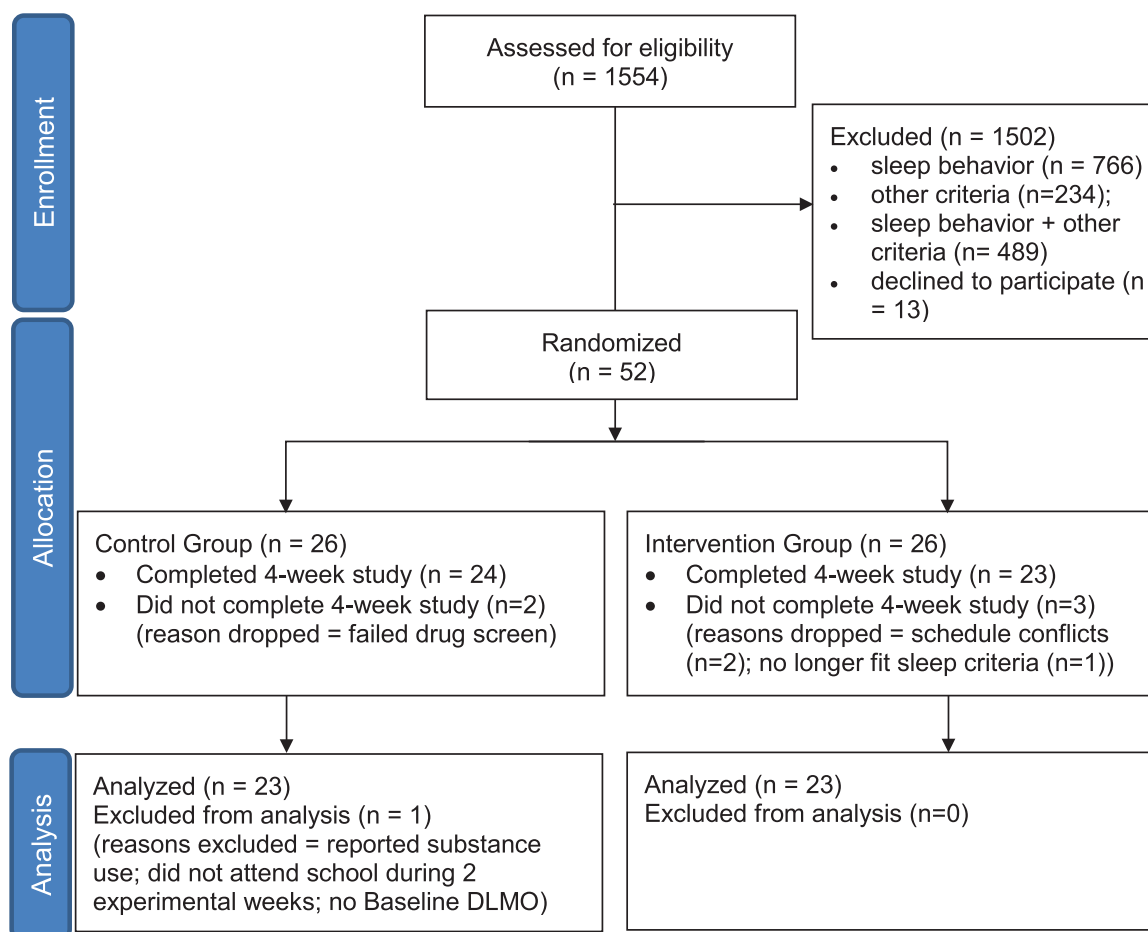 Enrollment
Assessed for eligibility
(n = 1554)
Excluded (n = 1502)
• sleep behavior (n = 766)
• other criteria (n=234);
• sleep behavior + other
criteria (n= 489)
• declined to participate (n
= 13)
Allocation
Randomized
(n = 52)
Control Group (n = 26)
• Completed 4-week study (n = 24)
• Did not complete 4-week study (n=2)
(reason dropped = failed drug screen)
Intervention Group (n = 26)
• Completed 4-week study (n = 23)
• Did not complete 4-week study (n=3)
(reasons dropped = schedule conflicts
(n=2); no longer fit sleep criteria (n=1))
Analysis
Analyzed (n = 23)
Excluded from analysis (n = 1)
(reasons excluded = reported substance
use; did not attend school during 2
experimental weeks; no Baseline DLMO)
Analyzed (n = 23)
Excluded from analysis (n=0)